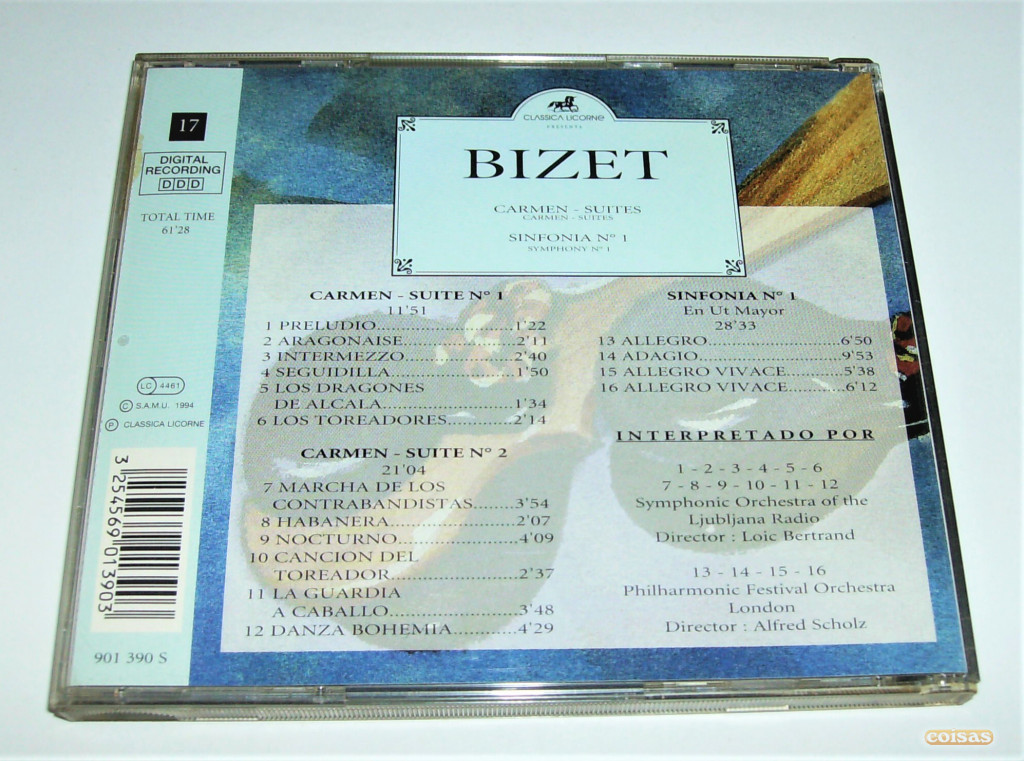 17
DIGITAL
RECORDING
DDD
TOTAL TIME
61'28
LC 4461
© S.A.M.U. 1994
℗ CLASSICA LICORNE
3 254569 013903
901 390 S
CLASSICA LICORNE
PRESENTA
BIZET
CARMEN - SUITES
CARMEN - SUITES
SINFONIA Nº 1
SYMPHONY Nº 1
CARMEN - SUITE Nº 1
11'51
1 PRELUDIO..........................1'22
2 ARAGONAISE.....................2'11
3 INTERMEZZO.....................2'40
4 SEGUIDILLA.......................1'50
5 LOS DRAGONES
DE ALCALA.........................1'34
6 LOS TOREADORES............2'14
CARMEN - SUITE Nº 2
21'04
7 MARCHA DE LOS
CONTRABANDISTAS........3'54
8 HABANERA.......................2'07
9 NOCTURNO.....................4'09
10 CANCION DEL
TOREADOR.......................2'37
11 LA GUARDIA
A CABALLO.......................3'48
12 DANZA BOHEMIA............4'29
SINFONIA Nº 1
En Ut Mayor
28'33
13 ALLEGRO.........................6'50
14 ADAGIO...........................9'53
15 ALLEGRO VIVACE...........5'38
16 ALLEGRO VIVACE...........6'12
INTERPRETADO POR
1 - 2 - 3 - 4 - 5 - 6
7 - 8 - 9 - 10 - 11 - 12
Symphonic Orchestra of the
Ljubljana Radio
Director : Loic Bertrand
13 - 14 - 15 - 16
Philharmonic Festival Orchestra
London
Director : Alfred Scholz
coisas